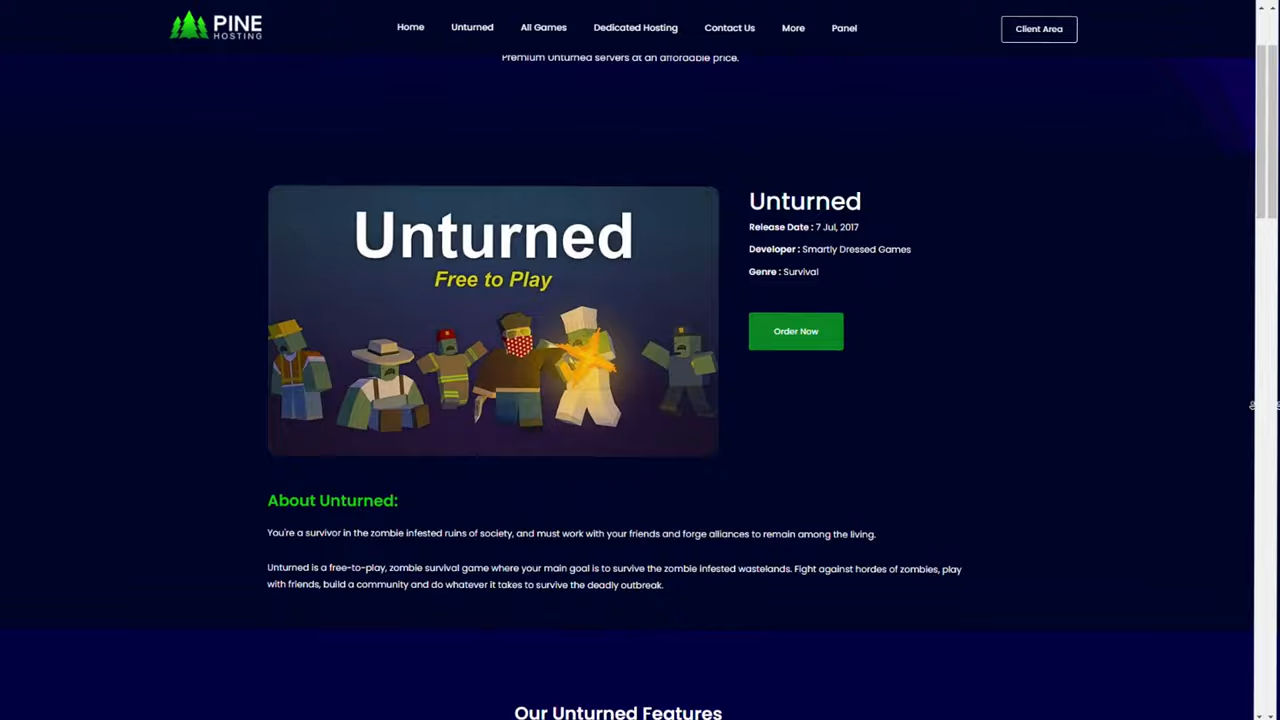 PINE
HOSTING
Home
Unturned
All Games
Dedicated Hosting
Contact Us
More
Panel
Client Area
Premium Unturned servers at an affordable price.
Unturned
Free to Play
Unturned
Release Date : 7 Jul, 2017
Developer : Smartly Dressed Games
Genre : Survival
Order Now
About Unturned:
You're a survivor in the zombie infested ruins of society, and must work with your friends and forge alliances to remain among the living.
Unturned is a free-to-play, zombie survival game where your main goal is to survive the zombie infested wastelands. Fight against hordes of zombies, play
with friends, build a community and do whatever it takes to survive the deadly outbreak.
Our Unturned Features